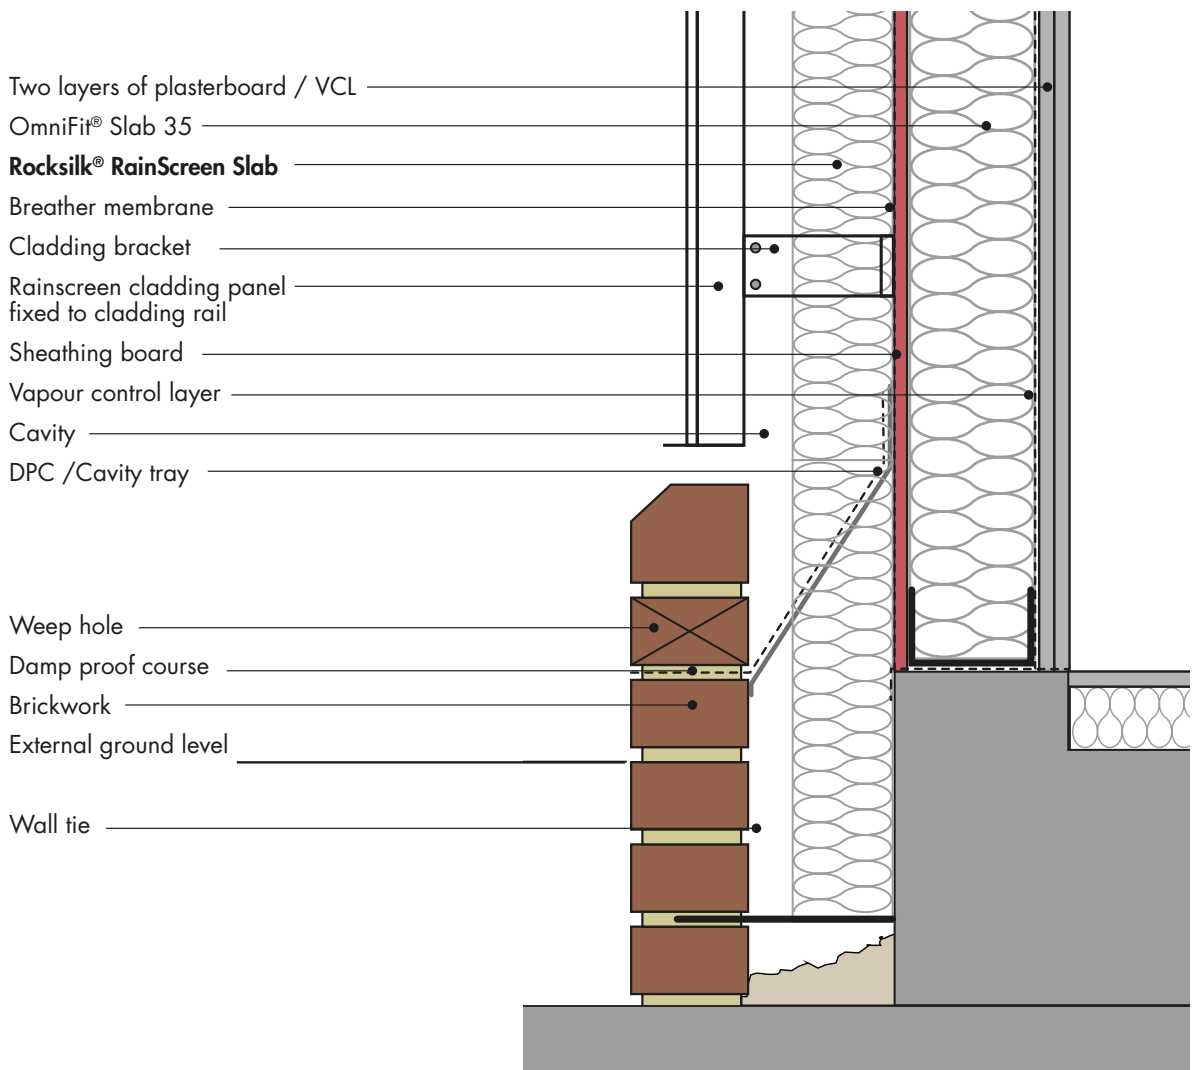 Two layers of plasterboard / VCL
OmniFit® Slab 35
Rocksilk® RainScreen Slab
Breather membrane
Cladding bracket
Rainscreen cladding panel
fixed to cladding rail
Sheathing board
Vapour control layer
Cavity
DPC /Cavity tray
Weep hole
Damp proof course
Brickwork
External ground level
Wall tie